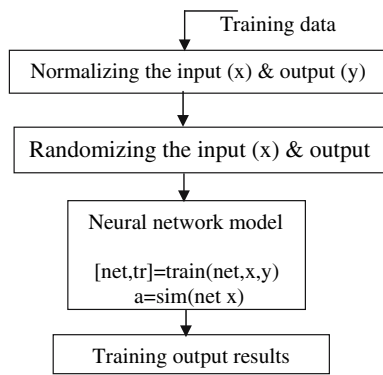 Training data
Normalizing the input (x) & output (y)
Randomizing the input (x) & output
Neural network model
[net,tr]=train(net,x,y)
a=sim(net x)
Training output results